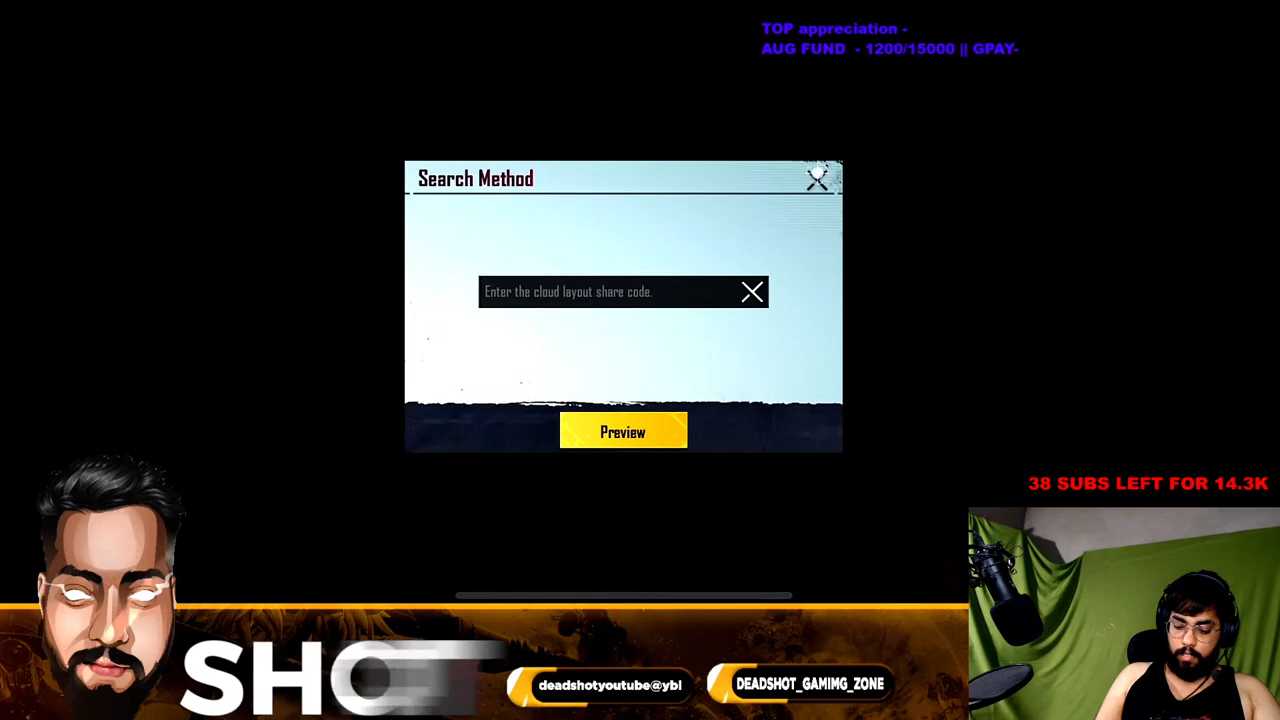 TOP appreciation -
AUG FUND - 1200/15000 || GPAY-
Search Method
Enter the cloud layout share code.
Preview
38 SUBS LEFT FOR 14.3K
SHO
deadshotyoutube@ybl
DEADSHOT_GAMIMG_ZONE